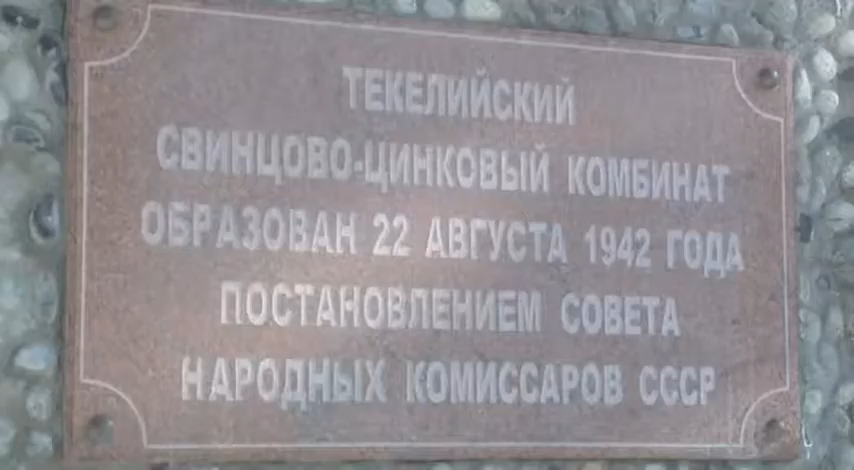 ТЕКЕЛИЙСКИЙ
СВИНЦОВО-ЦИНКОВЫЙ КОМБИНАТ
ОБРАЗОВАН 22 АВГУСТА 1942 ГОДА
ПОСТАНОВЛЕНИЕМ СОВЕТА
НАРОДНЫХ КОМИССАРОВ СССР